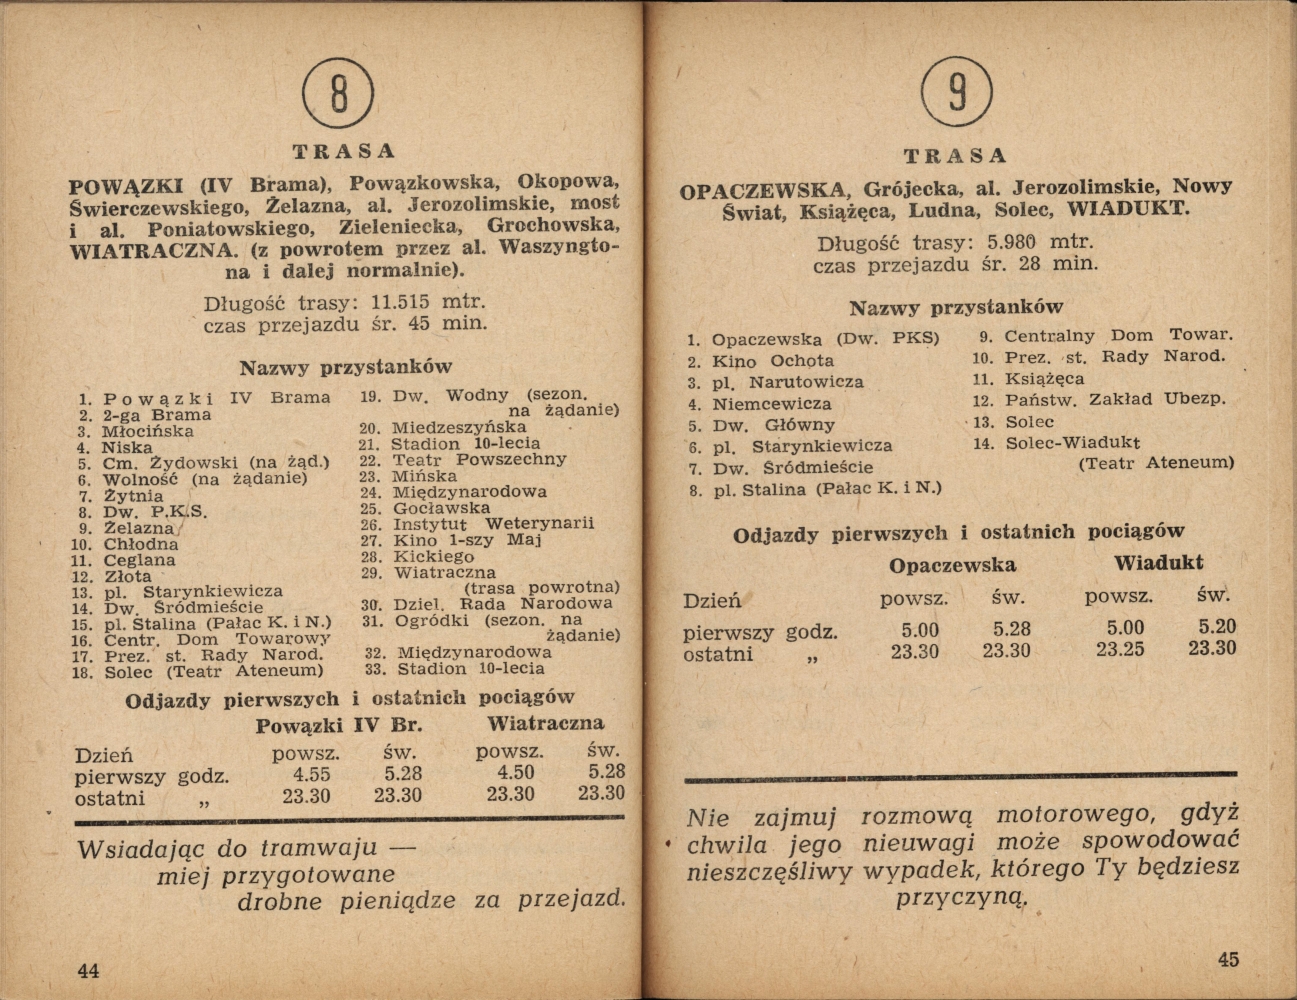 8
TRASA
POWĄZKI (IV Brama), Powązkowska, Okopowa,
Świerczewskiego, Żelazna, al. Jerozolimskie, most
i al. Poniatowskiego, Zieleniecka, Grochowska,
WIATRACZNA. (z powrotem przez al. Waszyngto-
na i dalej normalnie).
Długość trasy: 11.515 mtr.
czas przejazdu śr. 45 min.
Nazwy przystanków
1. Powązki IV Brama
2. 2-ga Brama
3. Młocińska
4. Niska
5. Cm. Żydowski (na żąd.)
6. Wolność (na żądanie)
7. Żytnia
8. Dw. P.K.S.
9. Żelazna
10. Chłodna
11. Ceglana
12. Złota
13. pl. Starynkiewicza
14. Dw. Śródmieście
15. pl. Stalina (Pałac K. i N.)
16. Centr. Dom Towarowy
17. Prez. st. Rady Narod.
18. Solec (Teatr Ateneum)
19. Dw. Wodny (sezon.
na żądanie)
20. Miedzeszyńska
21. Stadion 10-lecia
22. Teatr Powszechny
23. Mińska
24. Międzynarodowa
25. Gocławska
26. Instytut Weterynarii
27. Kino 1-szy Maj
28. Kickiego
29. Wiatraczna
(trasa powrotna)
30. Dziel. Rada Narodowa
31. Ogródki (sezon. na
żądanie)
32. Międzynarodowa
33. Stadion 10-lecia
Odjazdy pierwszych i ostatnich pociągów
Powązki IV Br. Wiatraczna
Dzień powsz. św. powsz. św.
pierwszy godz. 4.55 5.28 4.50 5.28
ostatni „ 23.30 23.30 23.30 23.30
Wsiadając do tramwaju —
miej przygotowane
drobne pieniądze za przejazd.
44
9
TRASA
OPACZEWSKA, Grójecka, al. Jerozolimskie, Nowy
Świat, Książęca, Ludna, Solec, WIADUKT.
Długość trasy: 5.980 mtr.
czas przejazdu śr. 28 min.
Nazwy przystanków
1. Opaczewska (Dw. PKS)
2. Kino Ochota
3. pl. Narutowicza
4. Niemcewicza
5. Dw. Główny
6. pl. Starynkiewicza
7. Dw. Śródmieście
8. pl. Stalina (Pałac K. i N.)
9. Centralny Dom Towar.
10. Prez. st. Rady Narod.
11. Książęca
12. Państw. Zakład Ubezp.
13. Solec
14. Solec-Wiadukt
(Teatr Ateneum)
Odjazdy pierwszych i ostatnich pociągów
Opaczewska Wiadukt
Dzień powsz. św. powsz. św.
pierwszy godz. 5.00 5.28 5.00 5.20
ostatni „ 23.30 23.30 23.25 23.30
Nie zajmuj rozmową motorowego, gdyż
chwila jego nieuwagi może spowodować
nieszczęśliwy wypadek, którego Ty będziesz
przyczyną.
45